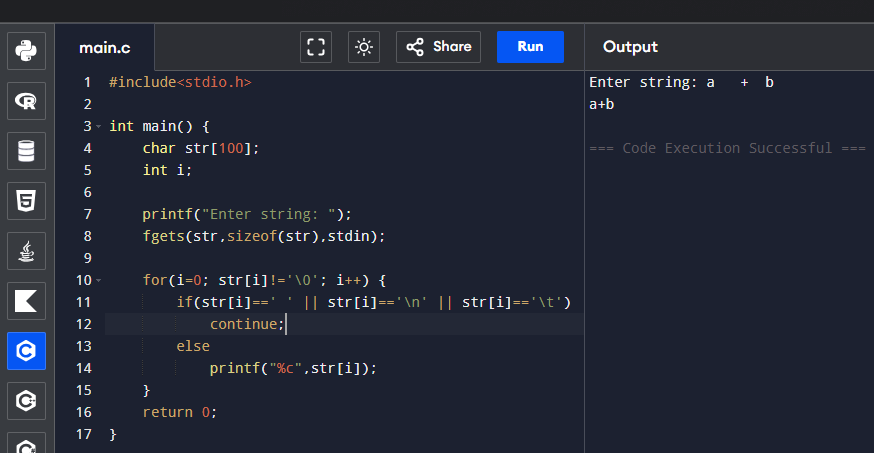 main.c
Share
Run
Output
1 #include<stdio.h>
2
3 int main() {
4     char str[100];
5     int i;
6
7     printf("Enter string: ");
8     fgets(str,sizeof(str),stdin);
9
10     for(i=0; str[i]!='\0'; i++) {
11         if(str[i]==' ' || str[i]=='\n' || str[i]=='\t')
12             continue;
13         else
14             printf("%c",str[i]);
15     }
16     return 0;
17 }
Enter string: a   +  b
a+b
=== Code Execution Successful ===